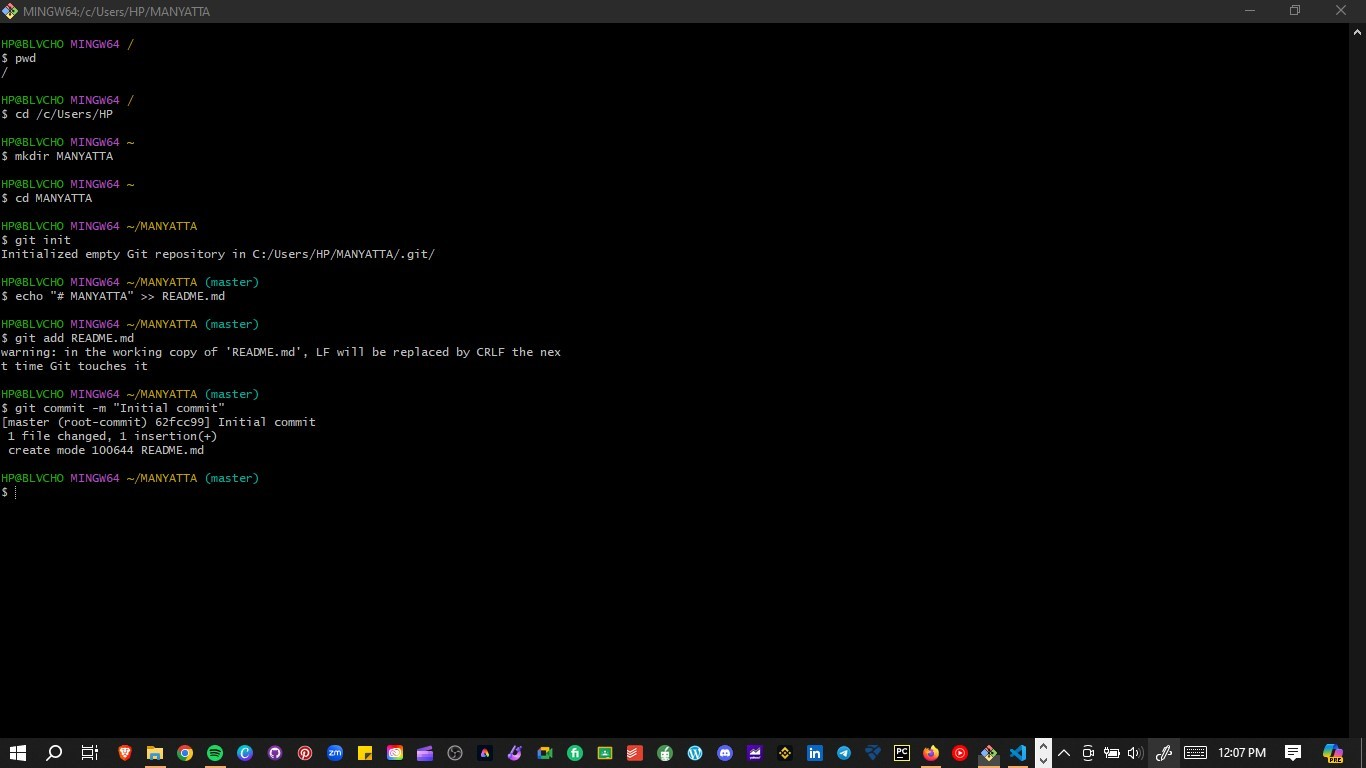 MINGW64:/c/Users/HP/MANYATTA
HP@BLVCHO MINGW64 /
$ pwd
/
HP@BLVCHO MINGW64 /
$ cd /c/Users/HP
HP@BLVCHO MINGW64 ~
$ mkdir MANYATTA
HP@BLVCHO MINGW64 ~
$ cd MANYATTA
HP@BLVCHO MINGW64 ~/MANYATTA
$ git init
Initialized empty Git repository in C:/Users/HP/MANYATTA/.git/
HP@BLVCHO MINGW64 ~/MANYATTA (master)
$ echo "# MANYATTA" >> README.md
HP@BLVCHO MINGW64 ~/MANYATTA (master)
$ git add README.md
warning: in the working copy of 'README.md', LF will be replaced by CRLF the nex
t time Git touches it
HP@BLVCHO MINGW64 ~/MANYATTA (master)
$ git commit -m "Initial commit"
[master (root-commit) 62fcc99] Initial commit
 1 file changed, 1 insertion(+)
 create mode 100644 README.md
HP@BLVCHO MINGW64 ~/MANYATTA (master)
$
zm
fi
PC
in
12:07 PM
PRE